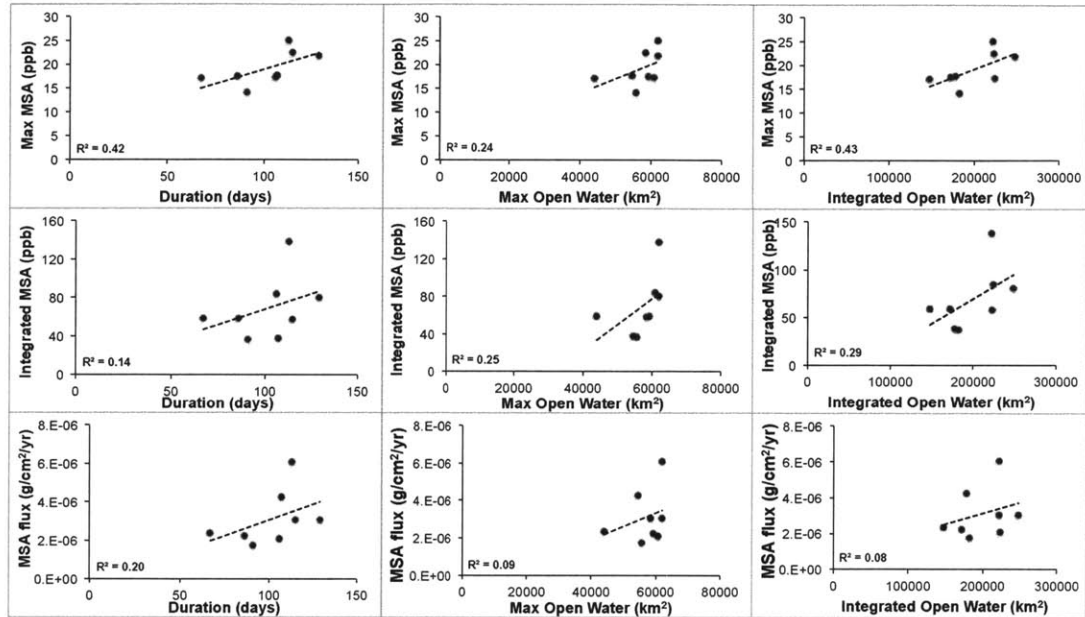 30
25
20
15
10
5
0
Max MSA (ppb)
R² = 0.42
0 50 100 150
Duration (days)
30
25
20
15
10
5
0
Max MSA (ppb)
R² = 0.24
0 20000 40000 60000 80000
Max Open Water (km²)
30
25
20
15
10
5
0
Max MSA (ppb)
R² = 0.43
0 100000 200000 300000
Integrated Open Water (km²)
160
120
80
40
0
Integrated MSA (ppb)
R² = 0.14
0 50 100 150
Duration (days)
160
120
80
40
0
Integrated MSA (ppb)
R² = 0.25
0 20000 40000 60000 80000
Max Open Water (km²)
150
100
50
0
Integrated MSA (ppb)
R² = 0.29
0 100000 200000 300000
Integrated Open Water (km²)
8.E-06
6.E-06
4.E-06
2.E-06
0.E+00
MSA flux (g/cm²/yr)
R² = 0.20
0 50 100 150
Duration (days)
8.E-06
6.E-06
4.E-06
2.E-06
0.E+00
MSA flux (g/cm²/yr)
R² = 0.09
0 20000 40000 60000 80000
Max Open Water (km²)
8.E-06
6.E-06
4.E-06
2.E-06
0.E+00
MSA flux (g/cm²/yr)
R² = 0.08
0 100000 200000 300000
Integrated Open Water (km²)